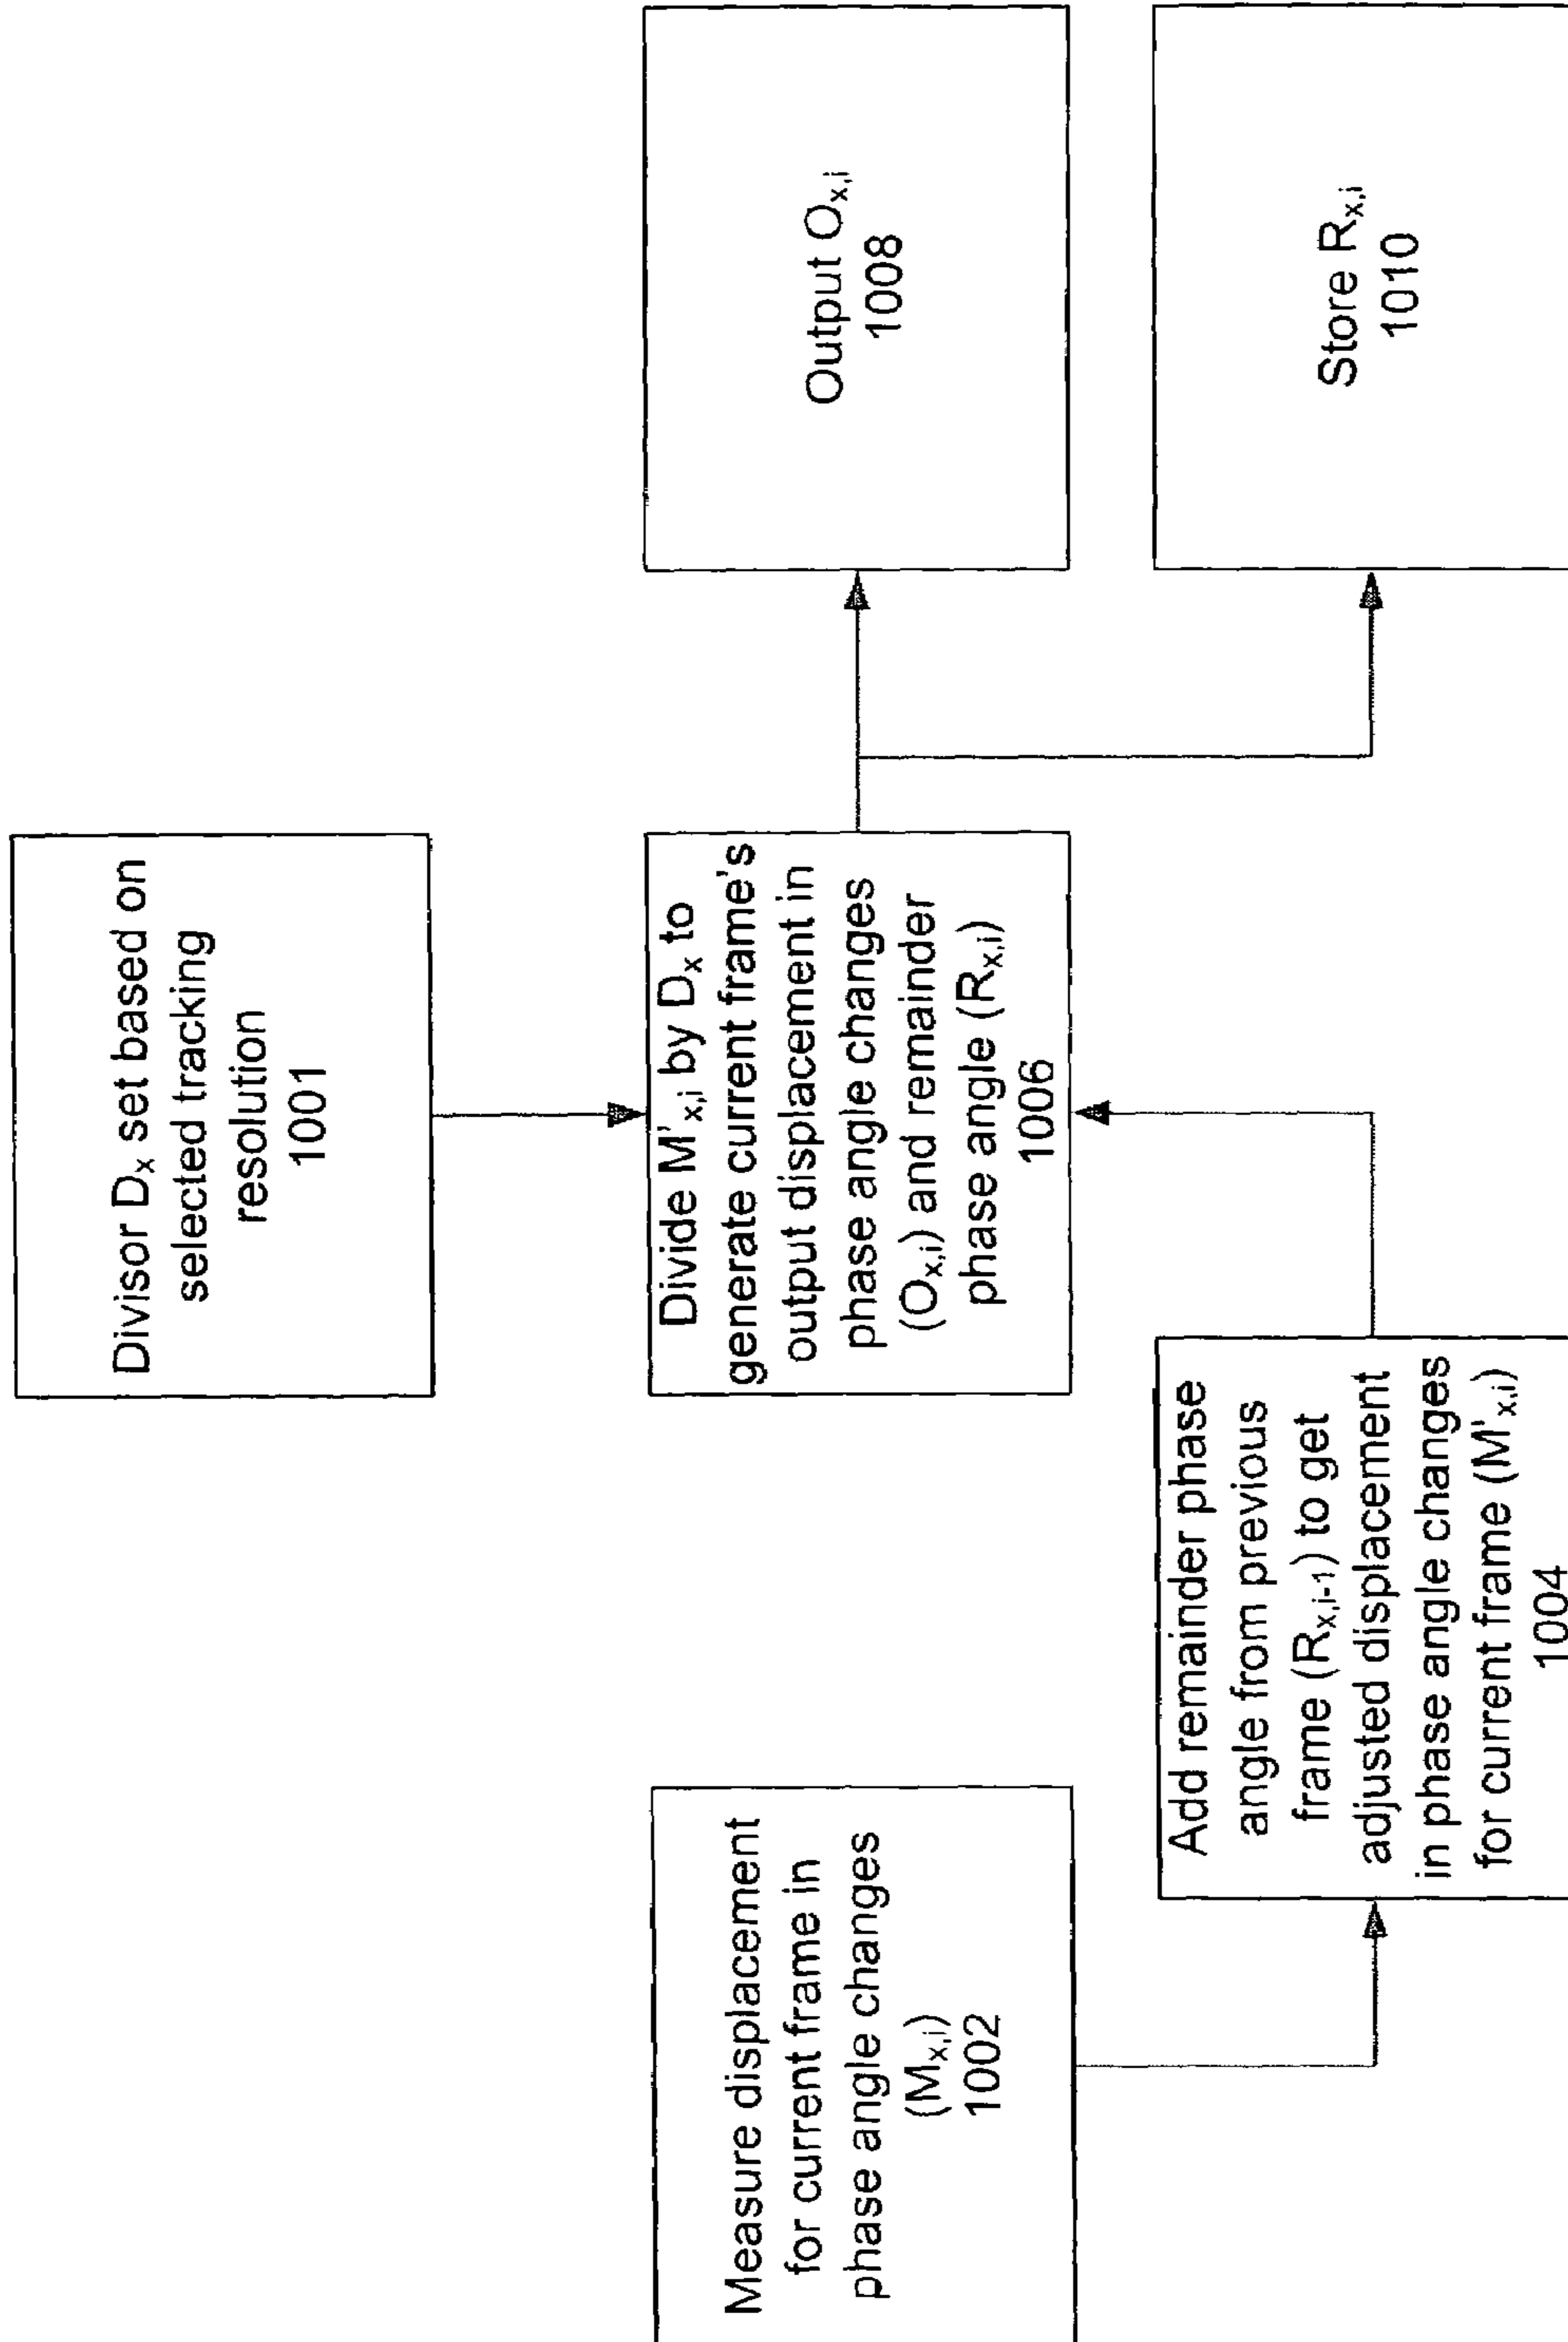 Divisor Dx set based on
selected tracking
resolution
1001
Measure displacement
for current frame in
phase angle changes
(Mx,i)
1002
Add remainder phase
angle from previous
frame (Rx,i-1) to get
adjusted displacement
in phase angle changes
for current frame (M'x,i)
1004
Divide M'x,i by Dx to
generate current frame's
output displacement in
phase angle changes
(Ox,i) and remainder
phase angle (Rx,i)
1006
Output Ox,i
1008
Store Rx,i
1010